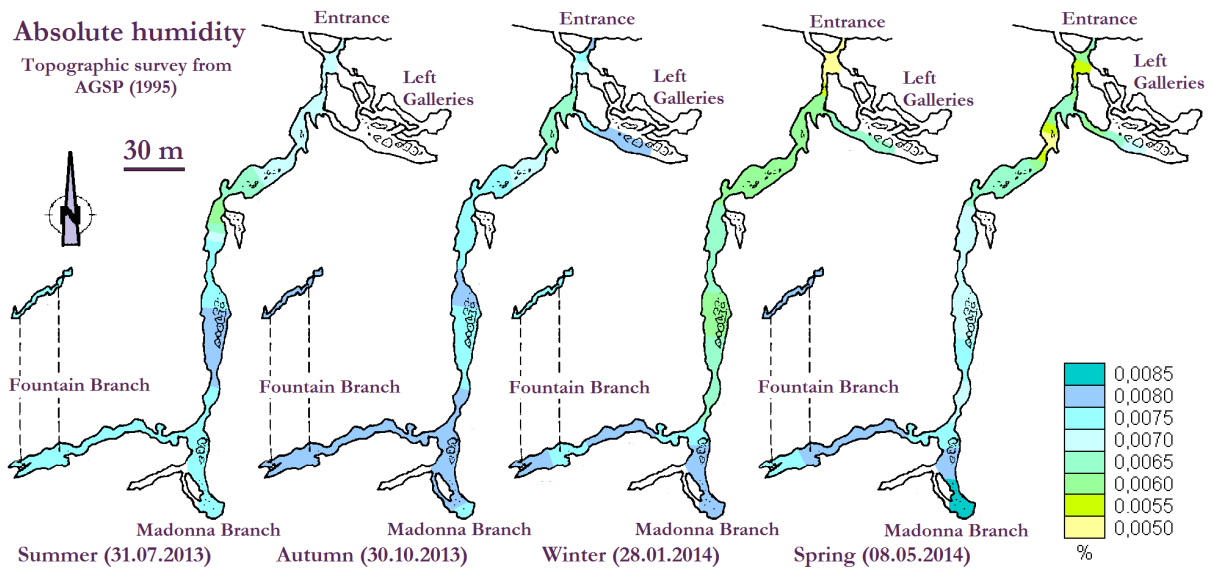 Absolute humidity
Topographic survey from
AGSP (1995)
30 m
N
Entrance
Left
Galleries
Entrance
Left
Galleries
Entrance
Left
Galleries
Entrance
Left
Galleries
Fountain Branch
Fountain Branch
Fountain Branch
Fountain Branch
Madonna Branch
Madonna Branch
Madonna Branch
Madonna Branch
Summer (31.07.2013)
Autumn (30.10.2013)
Winter (28.01.2014)
Spring (08.05.2014)
0,0085
0,0080
0,0075
0,0070
0,0065
0,0060
0,0055
0,0050
%